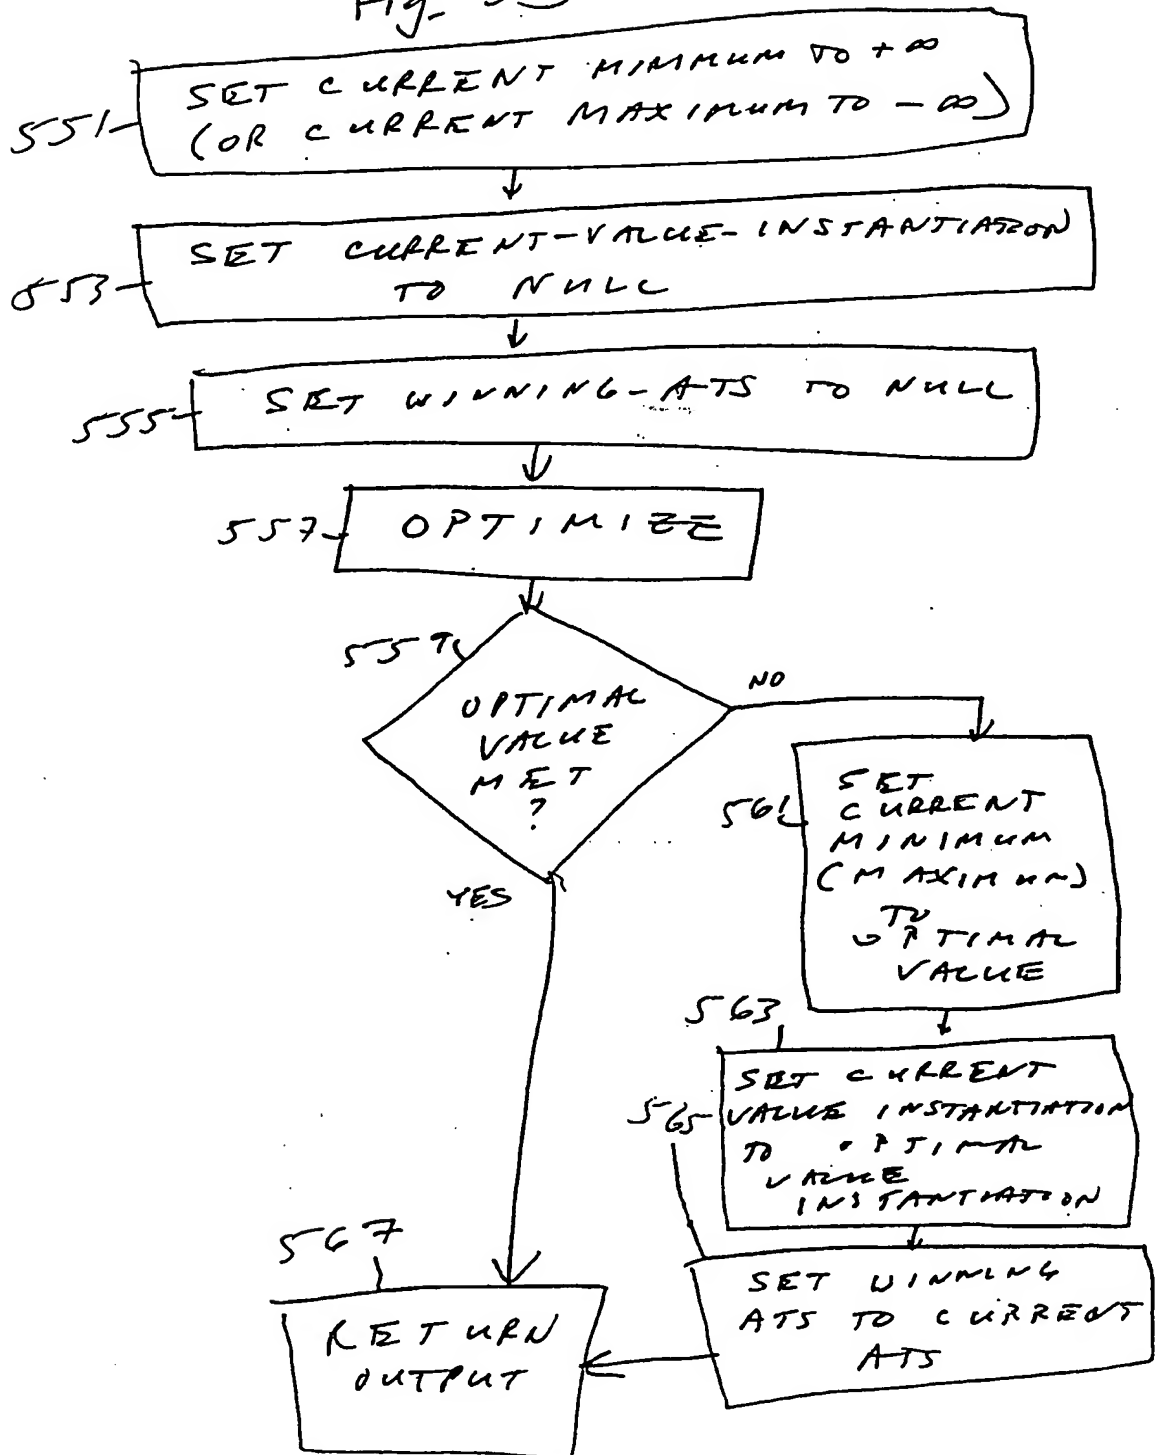 Fig.
551
SET CURRENT MINIMUM TO +∞
(OR CURRENT MAXIMUM TO -∞)
553
SET CURRENT-VALUE-INSTANTIATION
TO NULL
555
SET WINNING-ATS TO NULL
557
OPTIMIZE
559
OPTIMAL
VALUE
MET
?
NO
YES
561
SET
CURRENT
MINIMUM
(MAXIMUM)
TO
OPTIMAL
VALUE
563
SET CURRENT
VALUE INSTANTIATION
TO OPTIMAL
VALUE
INSTANTIATION
565
SET WINNING
ATS TO CURRENT
ATS
567
RETURN
OUTPUT